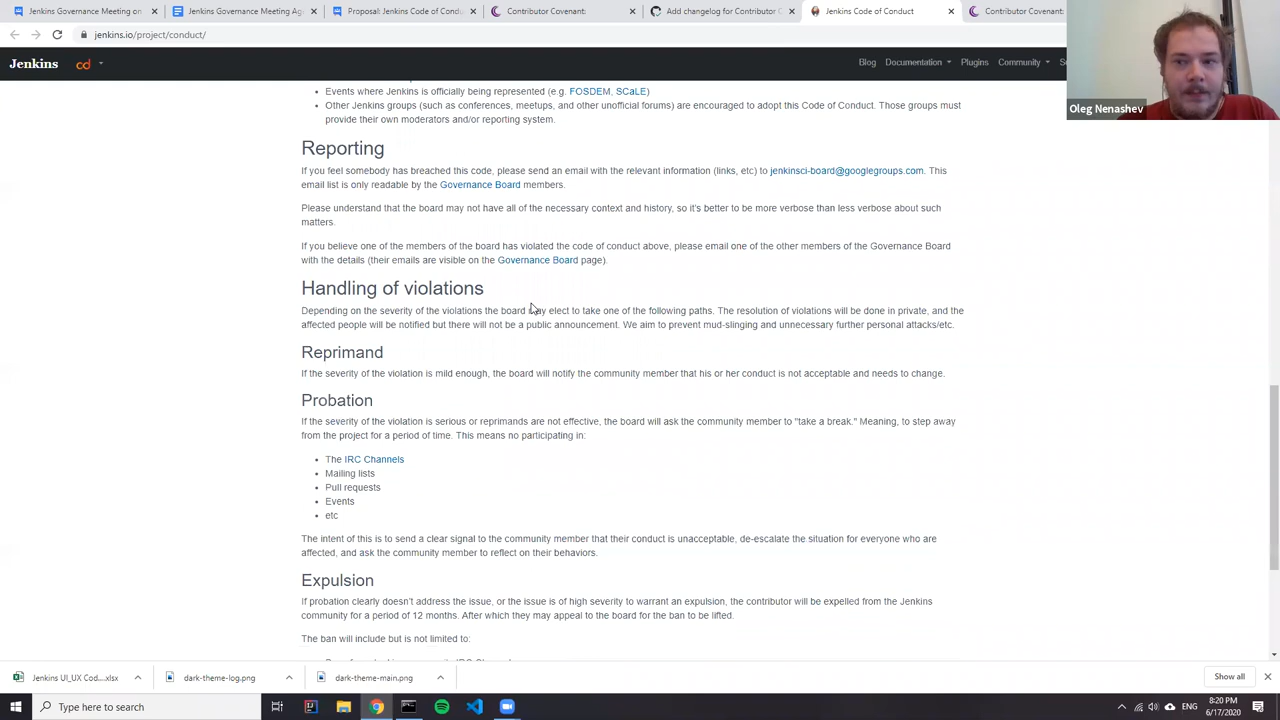 Jenkins Governance Meeting on
Jenkins Governance Meeting Ag
Proposal: Jenkins Code of Condu
Contributor Covenant:
Add changelog for Contributor C
Jenkins Code of Conduct
Contributor Covenant:
jenkins.io/project/conduct/
Jenkins
cd
Blog
Documentation
Plugins
Community
Oleg Nenashev
Events where Jenkins is officially being represented (e.g. FOSDEM, SCaLE)
Other Jenkins groups (such as conferences, meetups, and other unofficial forums) are encouraged to adopt this Code of Conduct. Those groups must
provide their own moderators and/or reporting system.
Reporting
If you feel somebody has breached this code, please send an email with the relevant information (links, etc) to jenkinsci-board@googlegroups.com. This
email list is only readable by the Governance Board members.
Please understand that the board may not have all of the necessary context and history, so it's better to be more verbose than less verbose about such
matters.
If you believe one of the members of the board has violated the code of conduct above, please email one of the other members of the Governance Board
with the details (their emails are visible on the Governance Board page).
Handling of violations
Depending on the severity of the violations the board may elect to take one of the following paths. The resolution of violations will be done in private, and the
affected people will be notified but there will not be a public announcement. We aim to prevent mud-slinging and unnecessary further personal attacks/etc.
Reprimand
If the severity of the violation is mild enough, the board will notify the community member that his or her conduct is not acceptable and needs to change.
Probation
If the severity of the violation is serious or reprimands are not effective, the board will ask the community member to "take a break." Meaning, to step away
from the project for a period of time. This means no participating in:
The IRC Channels
Mailing lists
Pull requests
Events
etc
The intent of this is to send a clear signal to the community member that their conduct is unacceptable, de-escalate the situation for everyone who are
affected, and ask the community member to reflect on their behaviors.
Expulsion
If probation clearly doesn't address the issue, or the issue is of high severity to warrant an expulsion, the contributor will be expelled from the Jenkins
community for a period of 12 months. After which they may appeal to the board for the ban to be lifted.
The ban will include but is not limited to:
Jenkins UI_UX Cod....xlsx
dark-theme-log.png
dark-theme-main.png
Show all
Type here to search
ENG
8:20 PM
6/17/2020